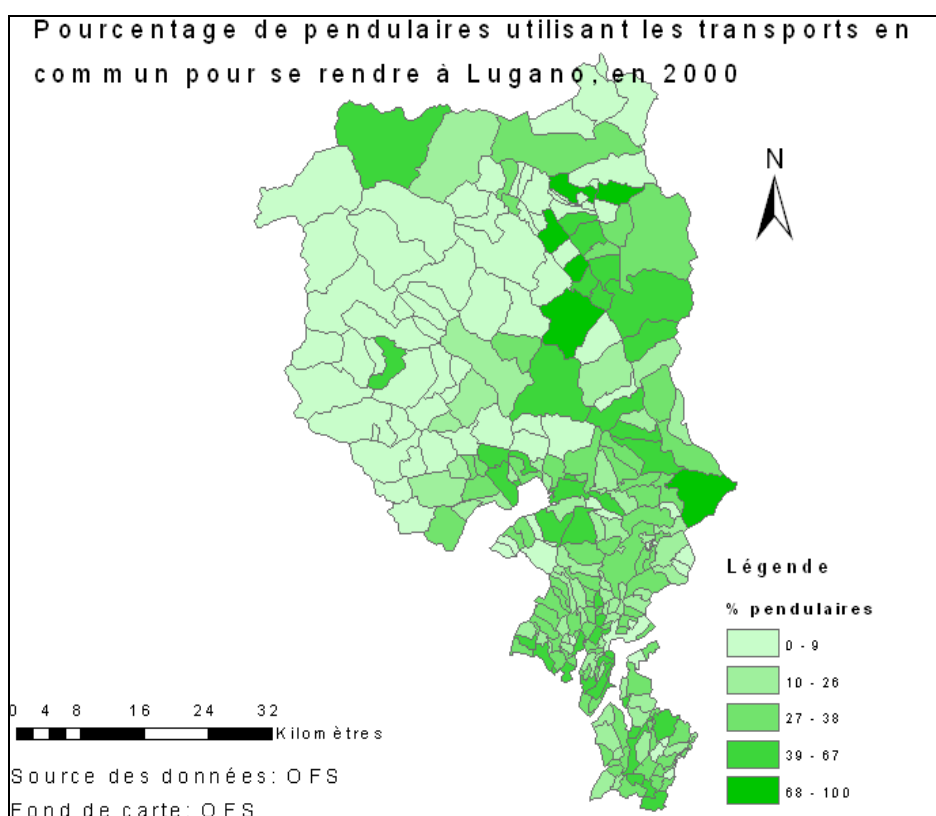 Pourcentage de pendulaires utilisant les transports en
commun pour se rendre à Lugano, en 2000
N
Légende
% pendulaires
0 - 9
10 - 26
27 - 38
39 - 67
68 - 100
0 4 8 16 24 32
Kilomètres
Source des données: OFS
Fond de carte: OFS